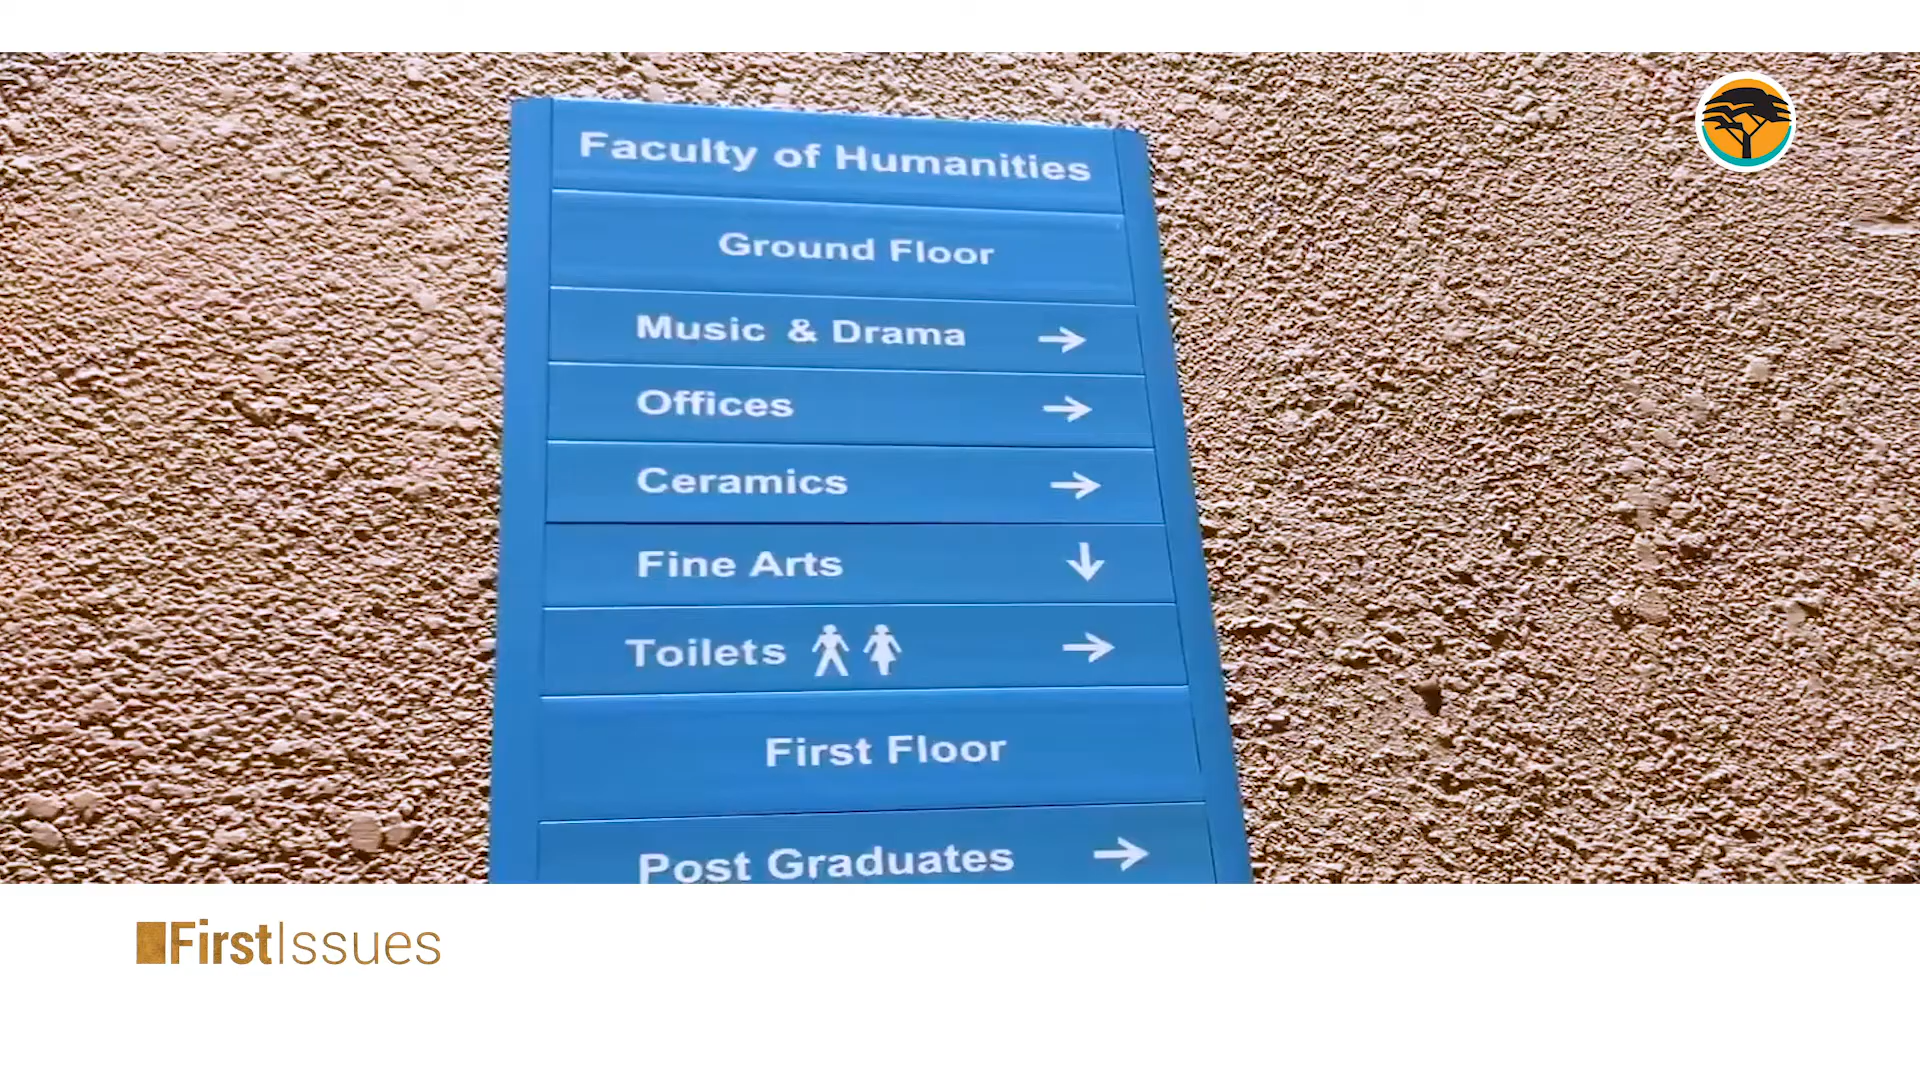 Faculty of Humanities
Ground Floor
Music & Drama →
Offices →
Ceramics →
Fine Arts ↓
Toilets →
First Floor
Post Graduates →
FirstIssues